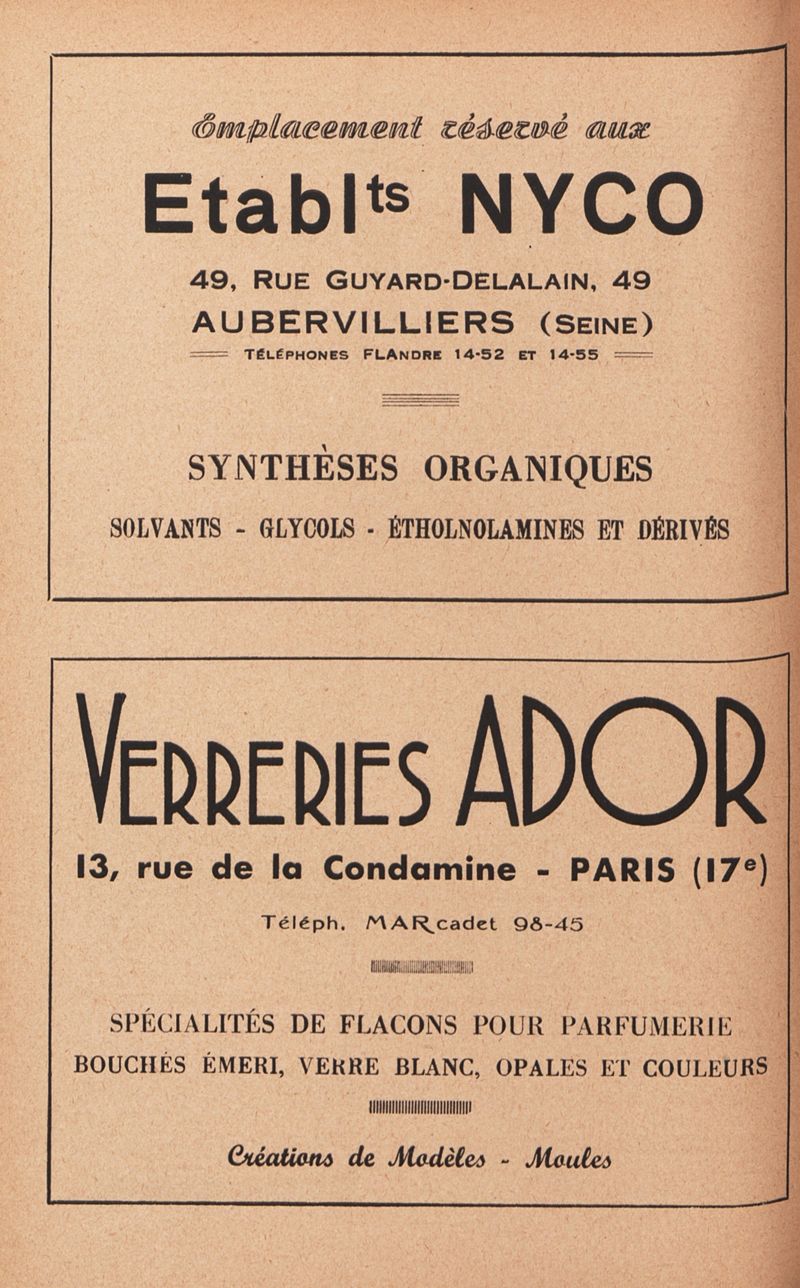 Emplacement réservé aux
Etablts NYCO
49, RUE GUYARD-DELALAIN, 49
AUBERVILLIERS (SEINE)
TÉLÉPHONES FLANDRE 14-52 ET 14-55
SYNTHÈSES ORGANIQUES
SOLVANTS - GLYCOLS - ÉTHOLNOLAMINES ET DÉRIVÉS
VERRERIES ADOR
13, rue de la Condamine - PARIS (17e)
Téléph. MARcadet 98-45
SPÉCIALITÉS DE FLACONS POUR PARFUMERIE
BOUCHÉS ÉMERI, VERRE BLANC, OPALES ET COULEURS
Créations de Modèles - Moules